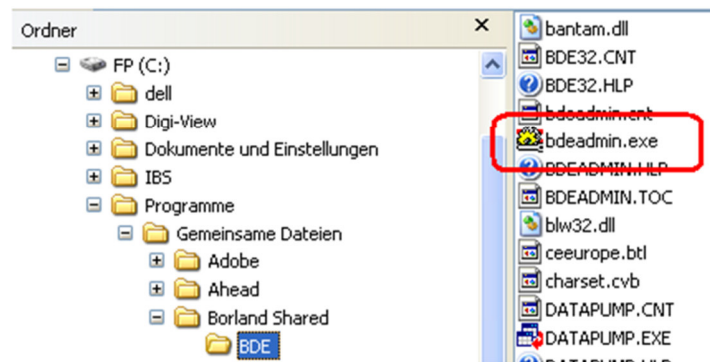 Ordner
FP (C:)
dell
Digi-View
Dokumente und Einstellungen
IBS
Programme
Gemeinsame Dateien
Adobe
Ahead
Borland Shared
BDE
bantam.dll
BDE32.CNT
BDE32.HLP
bdeadmin.cnt
bdeadmin.exe
BDEADMIN.HLP
BDEADMIN.TOC
blw32.dll
ceeurope.btl
charset.cvb
DATAPUMP.CNT
DATAPUMP.EXE
DATAPUMP.HLP